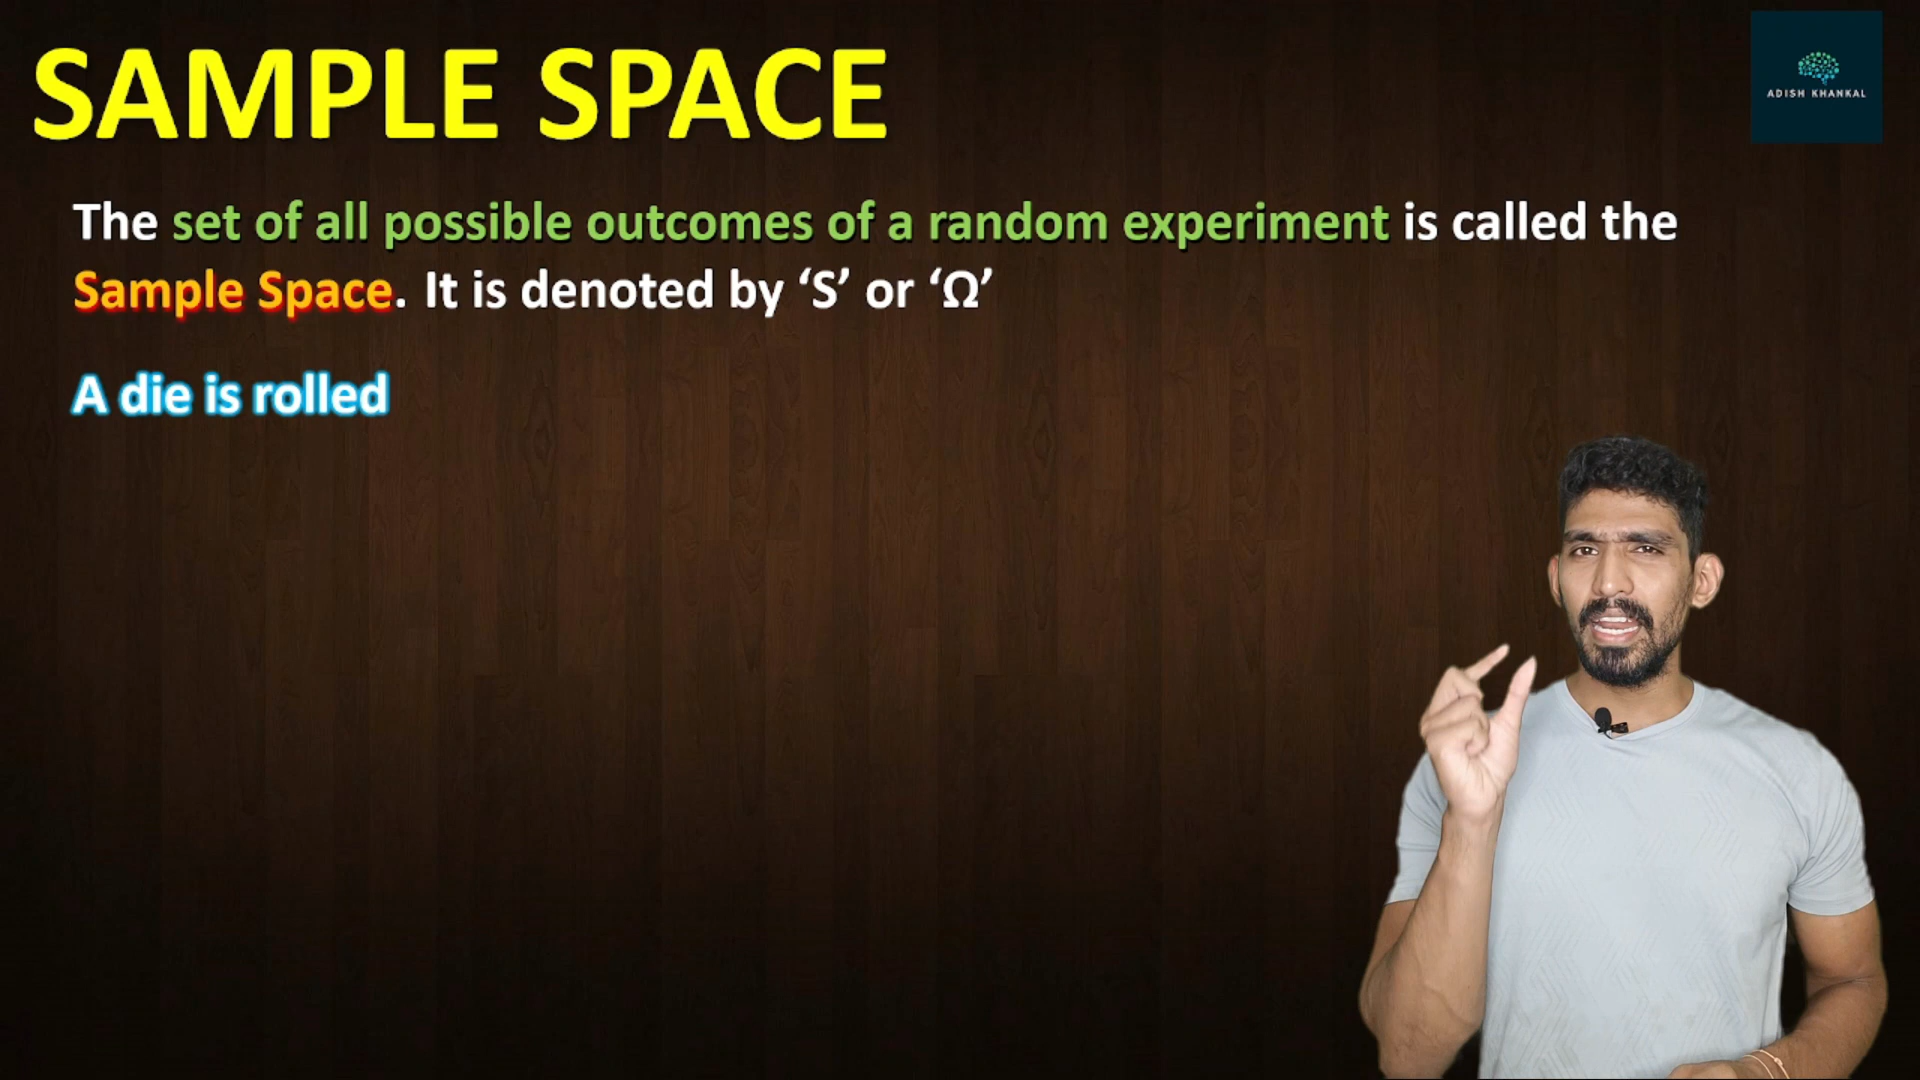 SAMPLE SPACE
ADISH KHANKAL
The set of all possible outcomes of a random experiment is called the
Sample Space. It is denoted by ‘S’ or ‘Ω’
A die is rolled